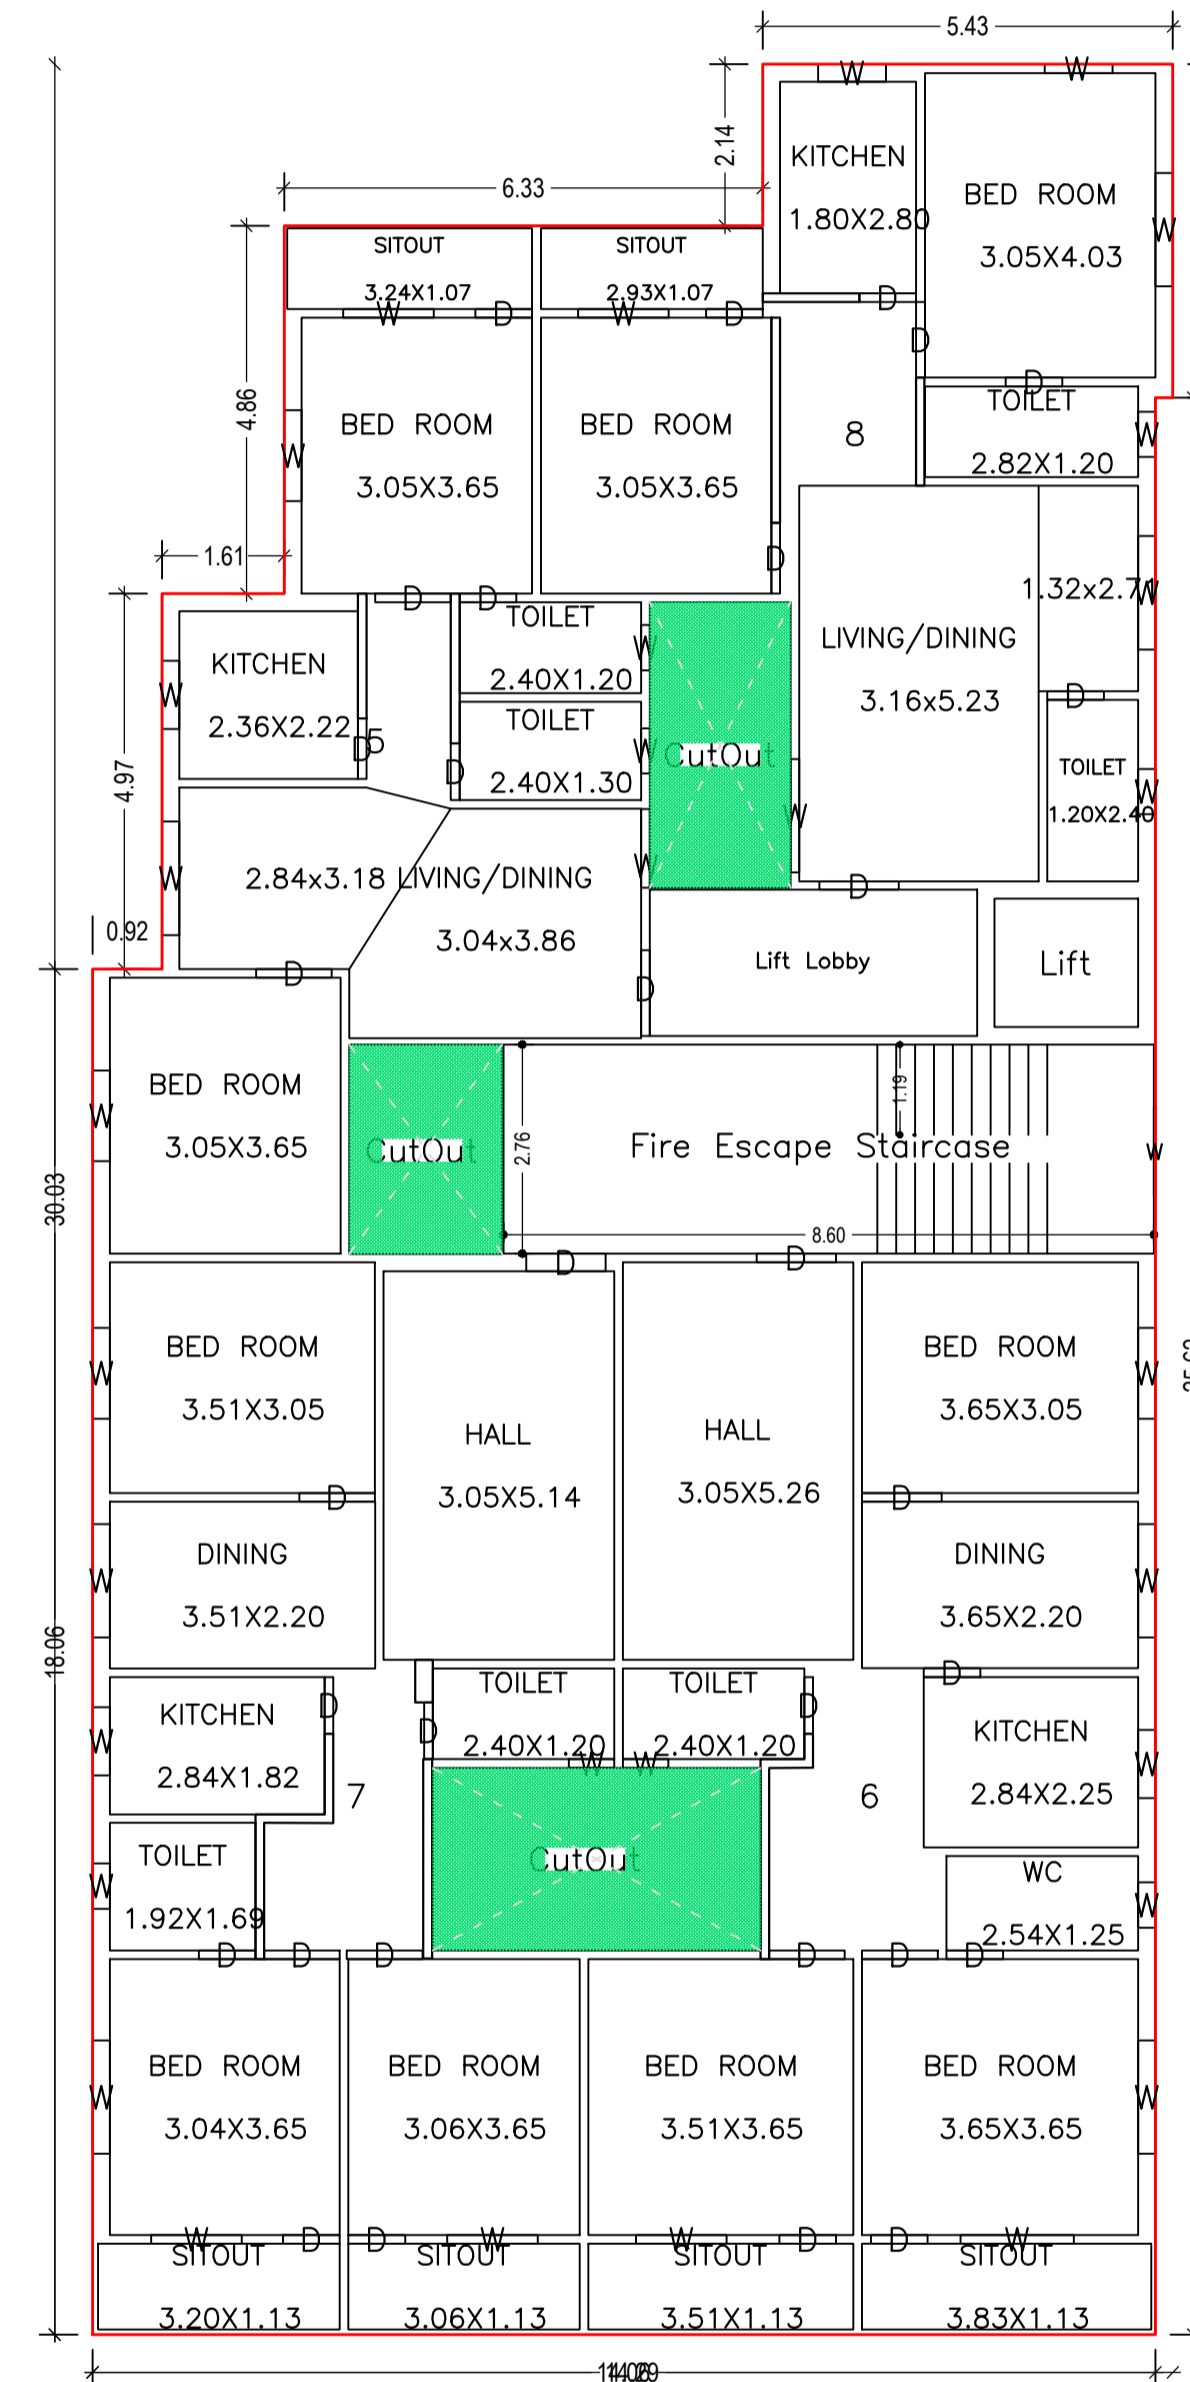 5.43
W
W
2.14
KITCHEN
1.80X2.80
BED ROOM
3.05X4.03
W
6.33
SITOUT
3.24X1.07
SITOUT
2.93X1.07
D
W
D
W
D
D
D
4.86
BED ROOM
3.05X3.65
BED ROOM
3.05X3.65
W
8
TOILET
2.82X1.20
W
1.61
D
D
D
TOILET
2.40X1.20
W
1.32x2.71
W
KITCHEN
2.36X2.22
W
5
D
D
TOILET
2.40X1.30
W
CutOut
LIVING/DINING
3.16x5.23
D
TOILET
1.20X2.40
W
W
4.97
2.84x3.18
LIVING/DINING
3.04x3.86
W
W
D
0.92
D
D
Lift Lobby
Lift
BED ROOM
3.05X3.65
W
CutOut
2.76
1.19
Fire Escape Staircase
W
8.60
30.03
D
D
BED ROOM
3.51X3.05
W
HALL
3.05X5.14
HALL
3.05X5.26
BED ROOM
3.65X3.05
W
D
D
DINING
3.51X2.20
W
DINING
3.65X2.20
W
18.06
D
KITCHEN
2.84X1.82
W
D
D
TOILET
2.40X1.20
W
TOILET
2.40X1.20
W
D
KITCHEN
2.84X2.25
W
7
6
TOILET
1.92X1.69
W
CutOut
WC
2.54X1.25
W
D
D
D
D
D
D
BED ROOM
3.04X3.65
W
BED ROOM
3.06X3.65
BED ROOM
3.51X3.65
BED ROOM
3.65X3.65
W
W
D
D
W
W
D
D
W
SITOUT
3.20X1.13
SITOUT
3.06X1.13
SITOUT
3.51X1.13
SITOUT
3.83X1.13